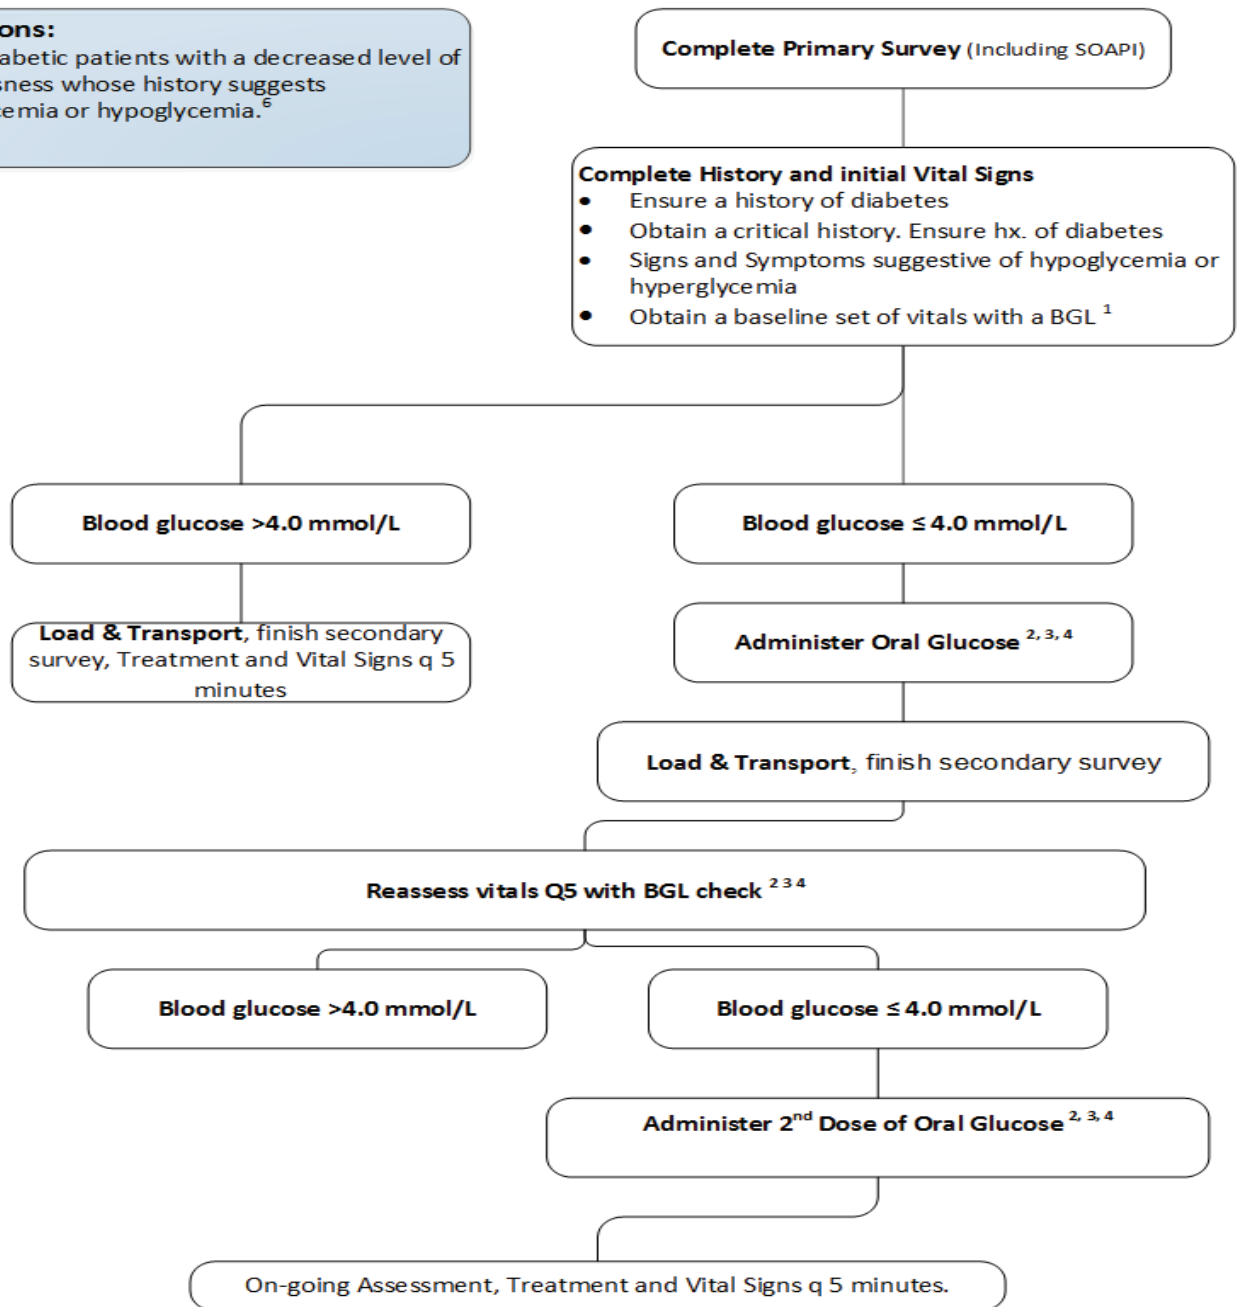 ons:
abetic patients with a decreased level of
sness whose history suggests
cemia or hypoglycemia.6
Complete Primary Survey (Including SOAPI)
Complete History and initial Vital Signs
• Ensure a history of diabetes
• Obtain a critical history. Ensure hx. of diabetes
• Signs and Symptoms suggestive of hypoglycemia or
hyperglycemia
• Obtain a baseline set of vitals with a BGL 1
Blood glucose >4.0 mmol/L
Blood glucose ≤ 4.0 mmol/L
Load & Transport, finish secondary
survey, Treatment and Vital Signs q 5
minutes
Administer Oral Glucose 2, 3, 4
Load & Transport, finish secondary survey
Reassess vitals Q5 with BGL check 2 3 4
Blood glucose >4.0 mmol/L
Blood glucose ≤ 4.0 mmol/L
Administer 2nd Dose of Oral Glucose 2, 3, 4
On-going Assessment, Treatment and Vital Signs q 5 minutes.